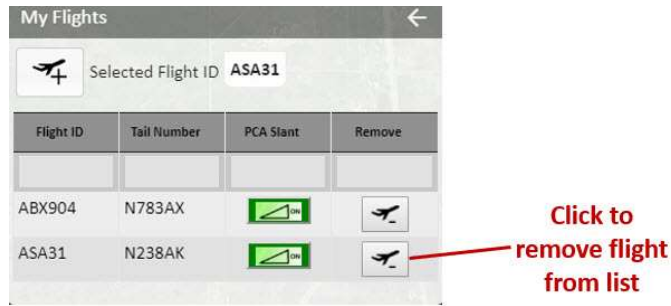 My Flights
Selected Flight ID ASA31
Flight ID Tail Number PCA Slant Remove
ABX904 N783AX ON
ASA31 N238AK ON
Click to
remove flight
from list